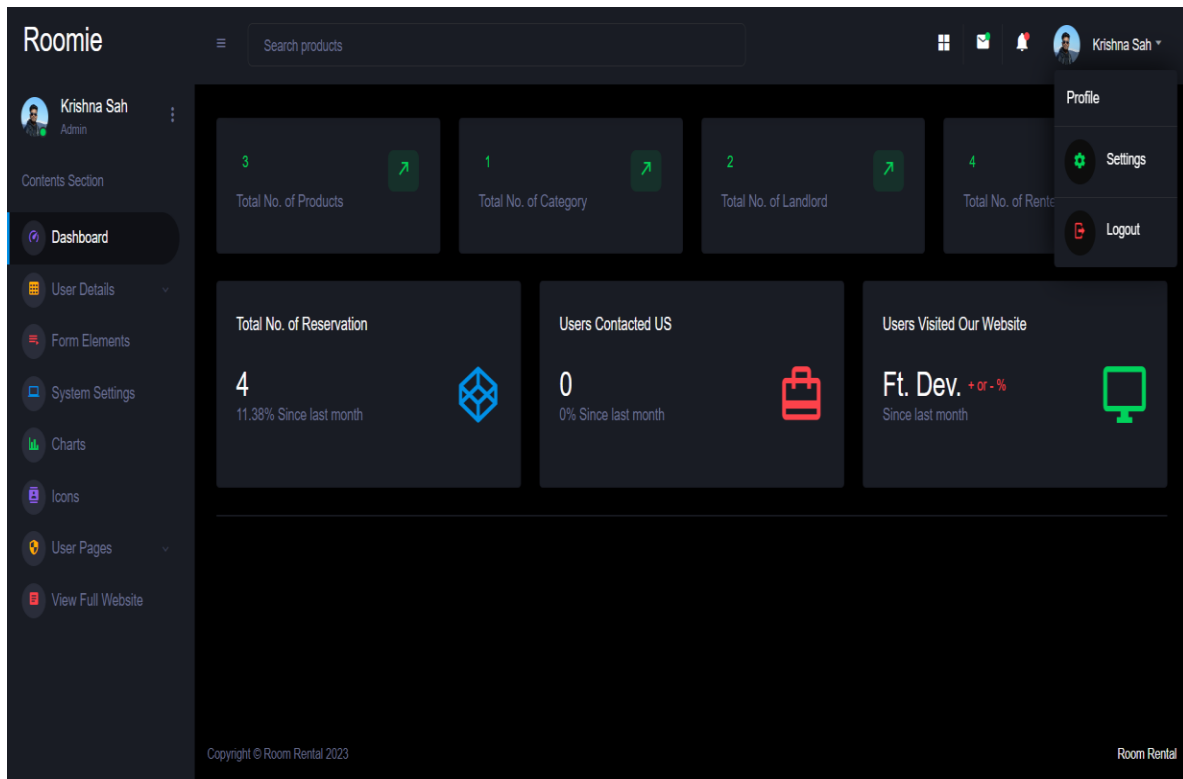 Roomie
Search products
Krishna Sah
Krishna Sah
Admin
Contents Section
Dashboard
User Details
Form Elements
System Settings
Charts
Icons
User Pages
View Full Website
Profile
Settings
Logout
3
Total No. of Products
1
Total No. of Category
2
Total No. of Landlord
4
Total No. of
Total No. of Reservation
4
11.38% Since last month
Users Contacted US
0
0% Since last month
Users Visited Our Website
Ft. Dev. + or - %
Since last month
Copyright © Room Rental 2023
Room Rental